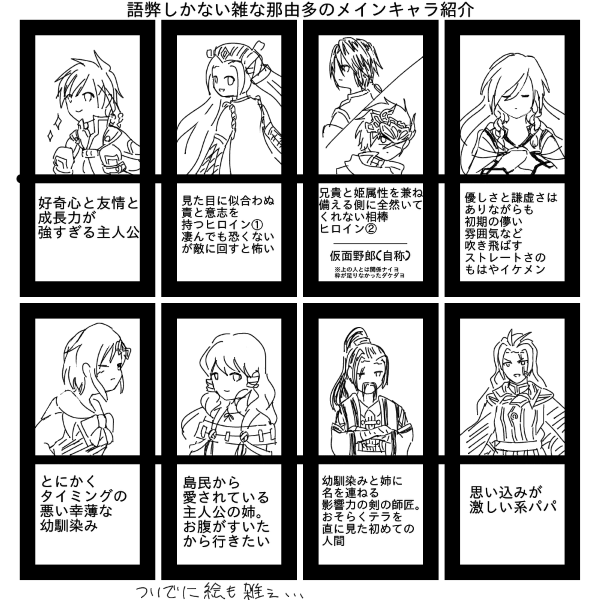 語弊しかない雑な那由多のメインキャラ紹介
好奇心と友情と
成長力が
強すぎる主人公
見た目に似合わぬ
貴と意志を
持つヒロイン①
凄んでも恐くない
が敵に回すと怖い
兄貴と姫属性を兼ね
備える側に全然いて
くれない相棒
ヒロイン②
仮面野郎(自称)
※上の人とは関係ナイヨ
枠が足りなかったダケダヨ
優しさと謙虚さは
ありながらも
初期の儚い
雰囲気など
吹き飛ばす
ストレートさの
もはやイケメン
とにかく
タイミングの
悪い幸薄な
幼馴染み
島民から
愛されている
主人公の姉。
お腹がすいた
から行きたい
幼馴染みと姉に
名を連ねる
影響力の剣の師匠。
おそらくテラを
直に見た初めての
人間
思い込みが
激しい系パパ
ついでに絵も雑ぇ...